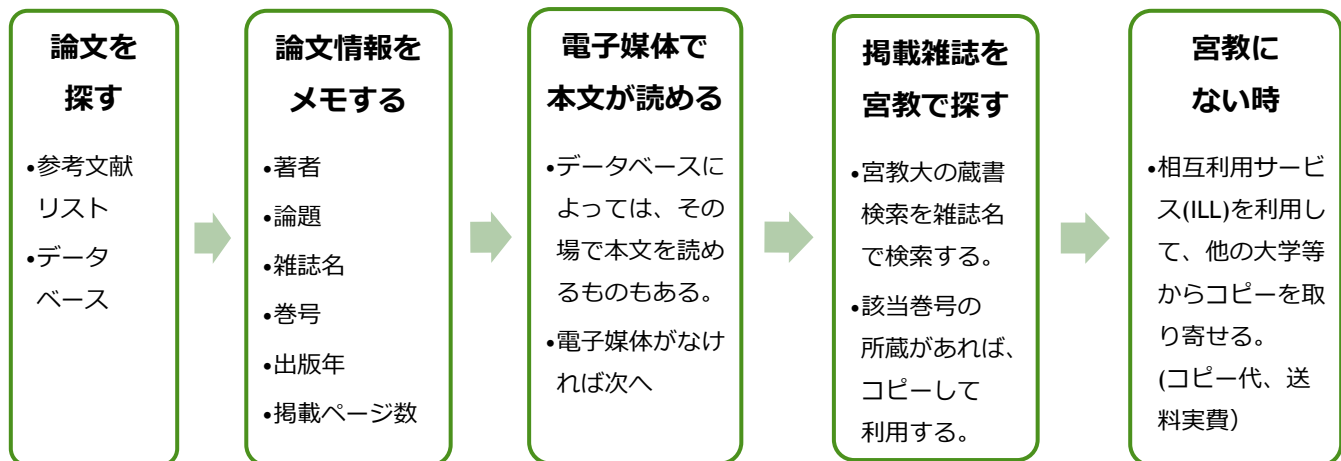 論文を
探す
•参考文献
リスト
•データ
ベース
論文情報を
メモする
•著者
•論題
•雑誌名
•巻号
•出版年
•掲載ページ数
電子媒体で
本文が読める
•データベースに
よっては、その
場で本文を読め
るものもある。
•電子媒体がなけ
れば次へ
掲載雑誌を
宮教で探す
•宮教大の蔵書
検索を雑誌名
で検索する。
•該当巻号の
所蔵があれば、
コピーして
利用する。
宮教に
ない時
•相互利用サービ
ス(ILL)を利用し
て、他の大学等
からコピーを取
り寄せる。
(コピー代、送
料実費）